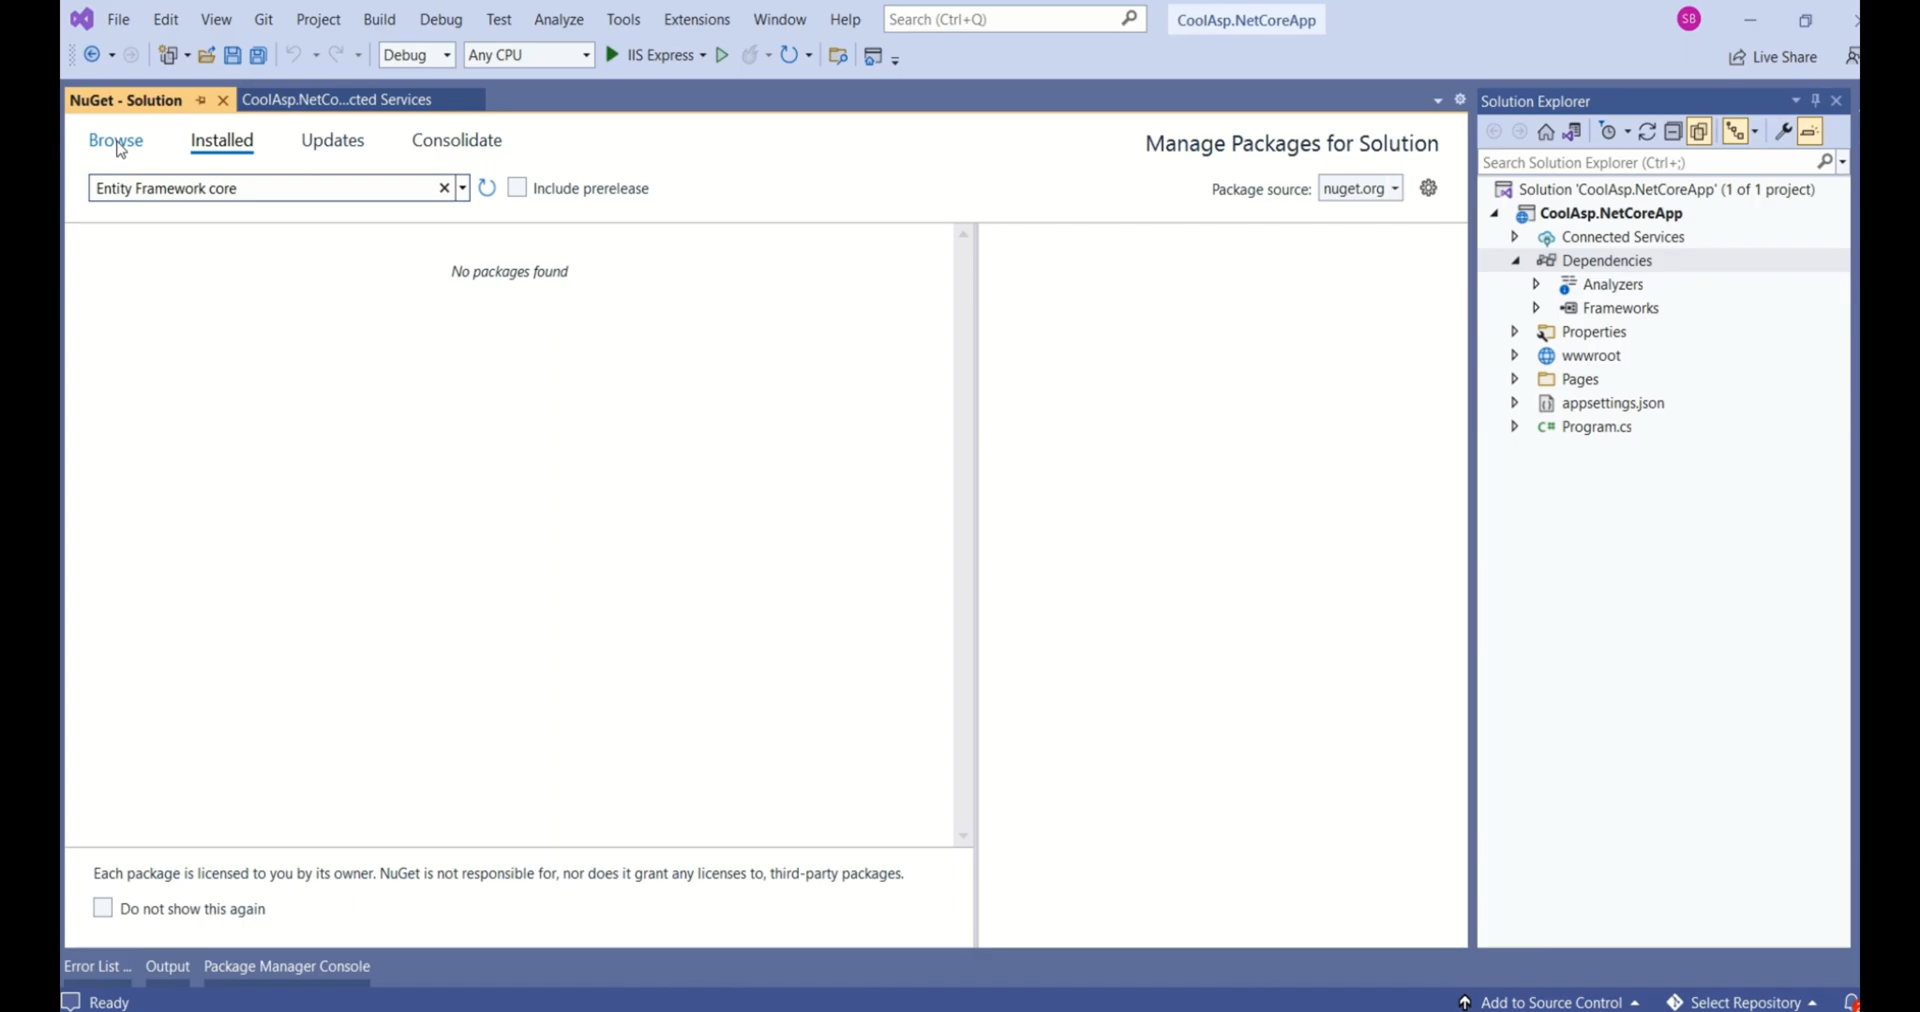 File Edit View Git Project Build Debug Test Analyze Tools Extensions Window Help Search (Ctrl+Q) CoolAsp.NetCoreApp SB
Debug Any CPU IIS Express Live Share
NuGet - Solution CoolAsp.NetCo...cted Services
Browse Installed Updates Consolidate Manage Packages for Solution
Entity Framework core Include prerelease Package source: nuget.org
No packages found
Each package is licensed to you by its owner. NuGet is not responsible for, nor does it grant any licenses to, third-party packages.
Do not show this again
Solution Explorer
Search Solution Explorer (Ctrl+;)
Solution 'CoolAsp.NetCoreApp' (1 of 1 project)
CoolAsp.NetCoreApp
Connected Services
Dependencies
Analyzers
Frameworks
Properties
wwwroot
Pages
appsettings.json
C# Program.cs
Error List ... Output Package Manager Console
Ready Add to Source Control Select Repository